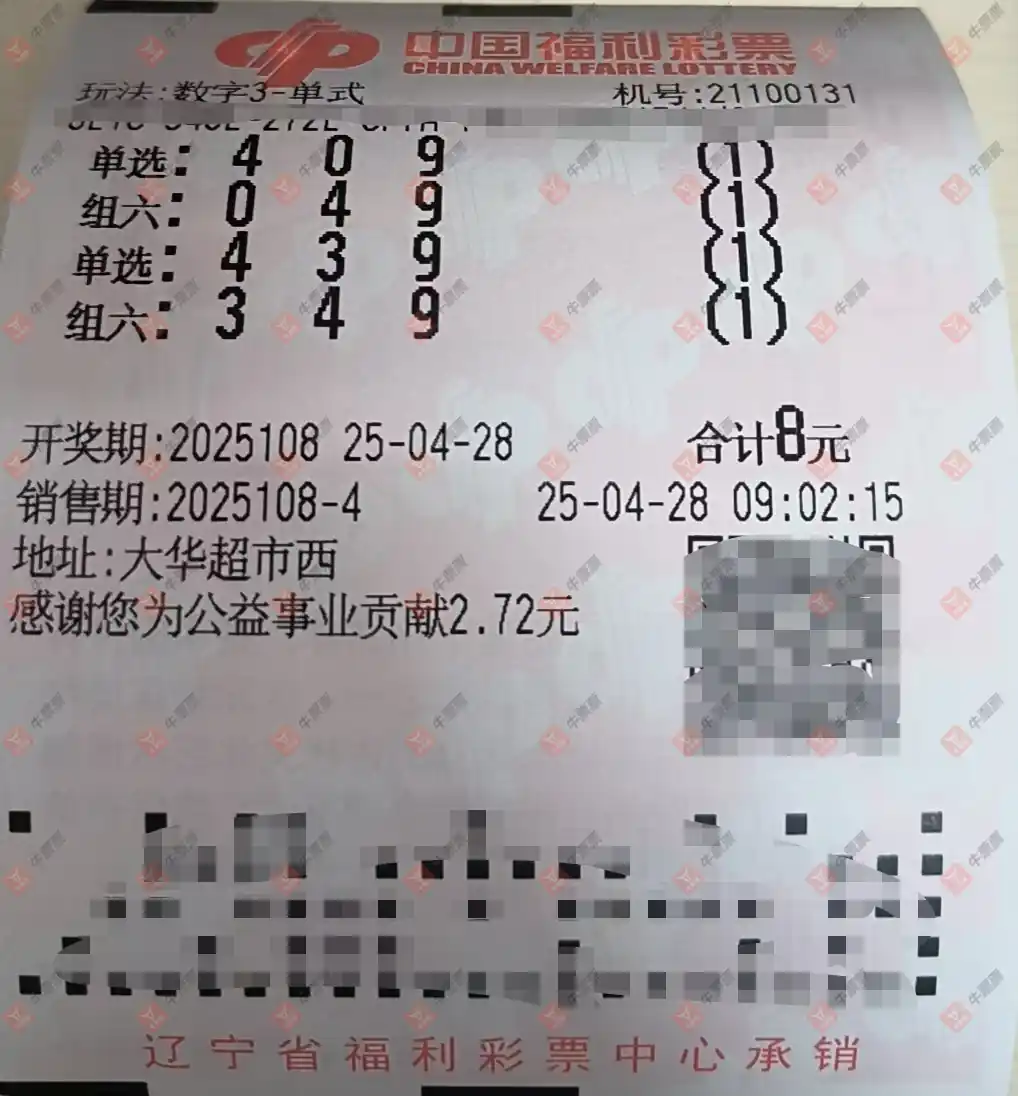 中国福利彩票
CHINA WELFARE LOTTERY
玩法:数字3-单式 机号:21100131
单选: 4 0 9 (1)
组六: 0 4 9 (1)
单选: 4 3 9 (1)
组六: 3 4 9 (1)
开奖期:2025108 25-04-28 合计8元
销售期:2025108-4 25-04-28 09:02:15
地址:大华超市西
感谢您为公益事业贡献2.72元
辽宁省福利彩票中心承销